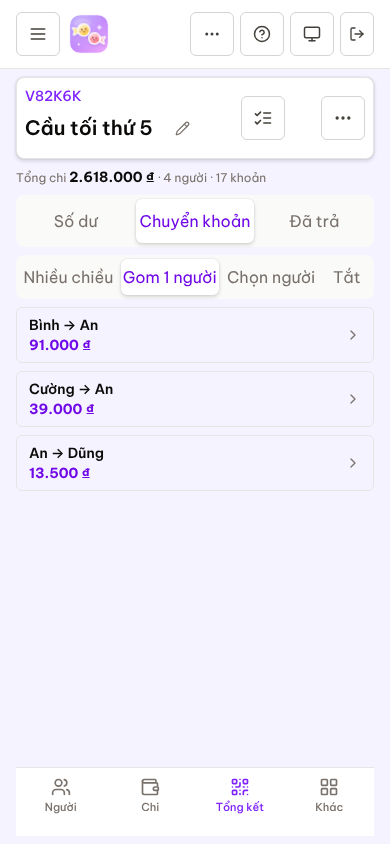 V82K6K
Cầu tối thứ 5
Tổng chi 2.618.000 ₫ · 4 người · 17 khoản
Số dư Chuyển khoản Đã trả
Nhiều chiều Gom 1 người Chọn người Tắt
Bình → An
91.000 ₫
Cường → An
39.000 ₫
An → Dũng
13.500 ₫
Người Chi Tổng kết Khác